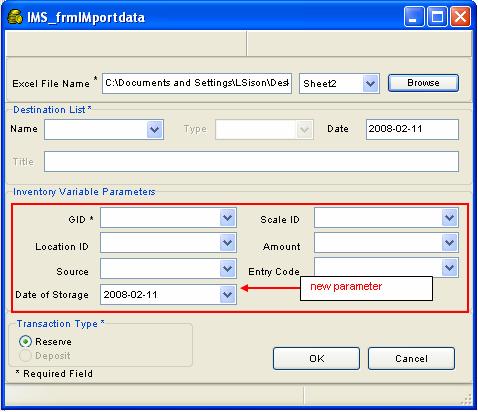 IMS_frmIMportdata
Excel File Name * C:\Documents and Settings\LSison\Desk Sheet2 Browse
Destination List *
Name Type Date 2008-02-11
Title
Inventory Variable Parameters
GID * Scale ID
Location ID Amount
Source Entry Code
Date of Storage 2008-02-11 new parameter
Transaction Type *
Reserve
Deposit
OK Cancel
* Required Field